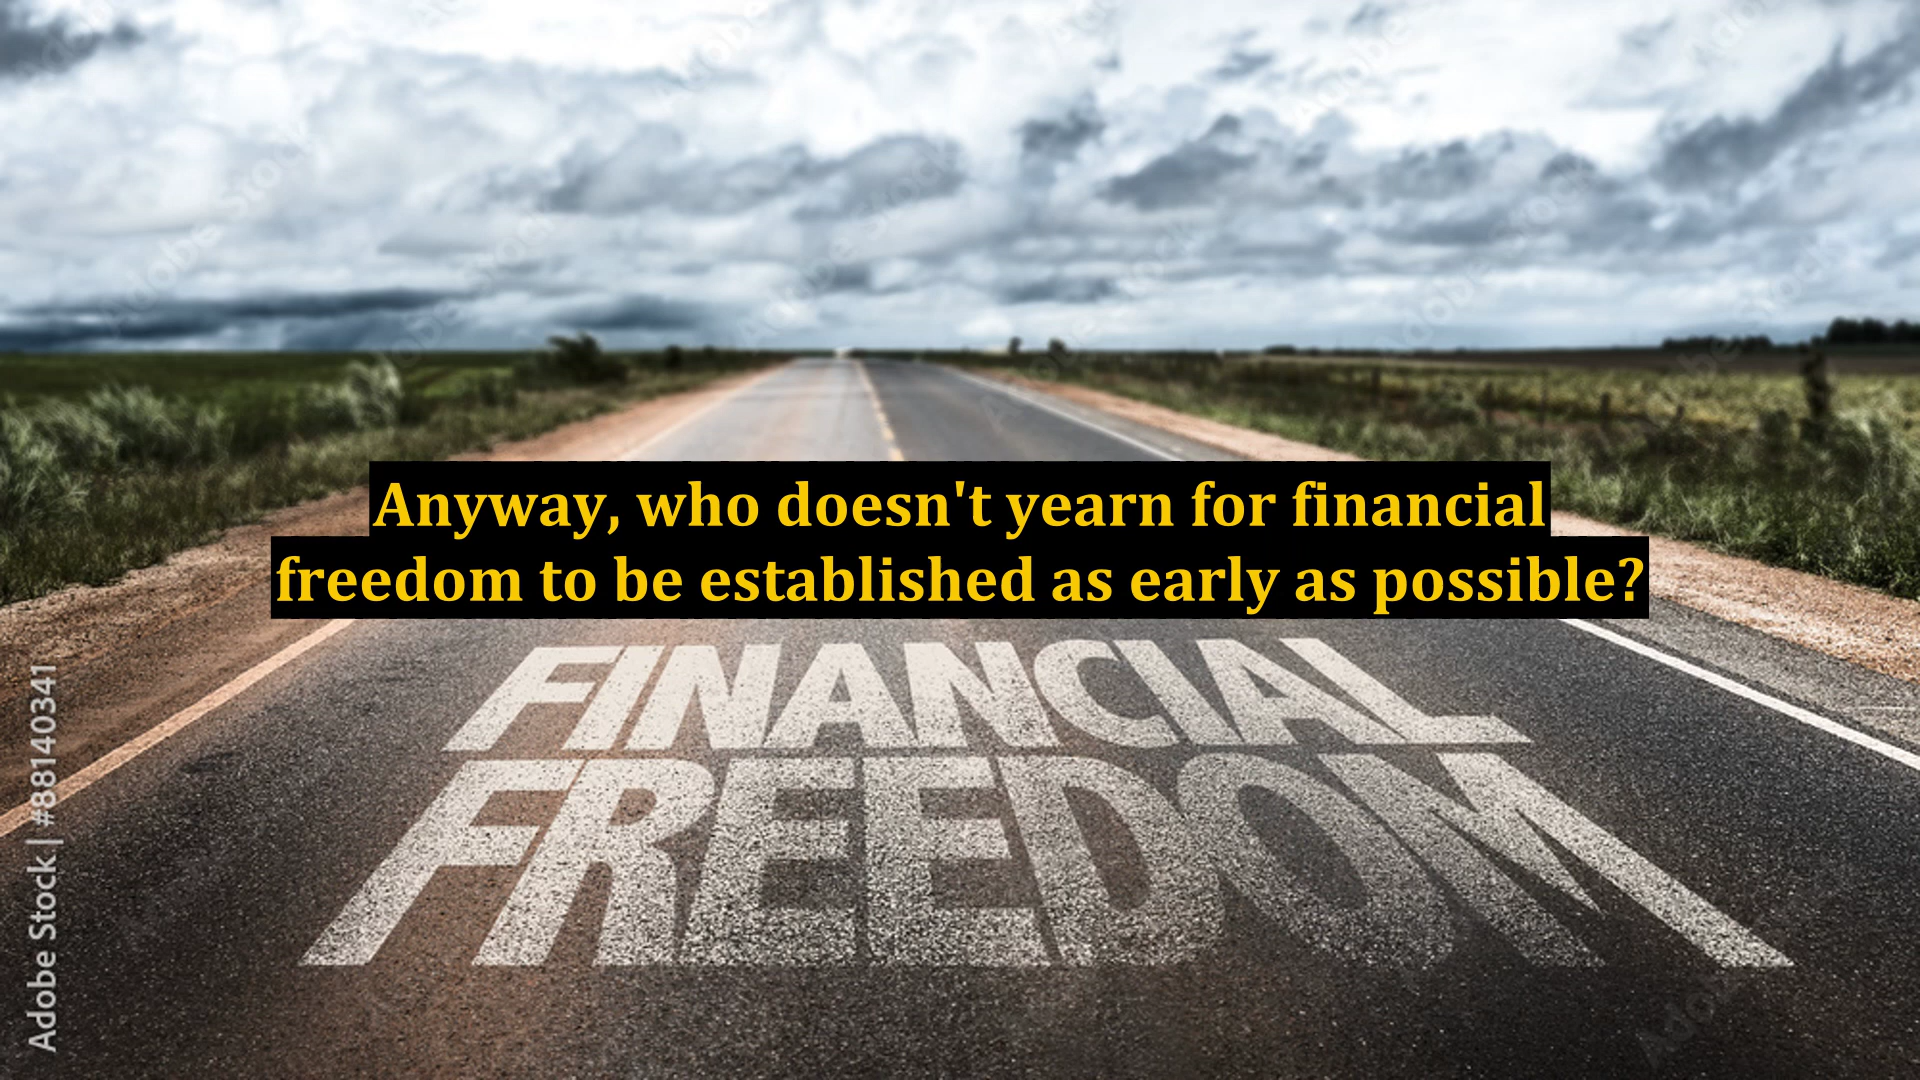 Anyway, who doesn't yearn for financial
freedom to be established as early as possible?
FINANCIAL
FREEDOM
Adobe Stock | #88140341